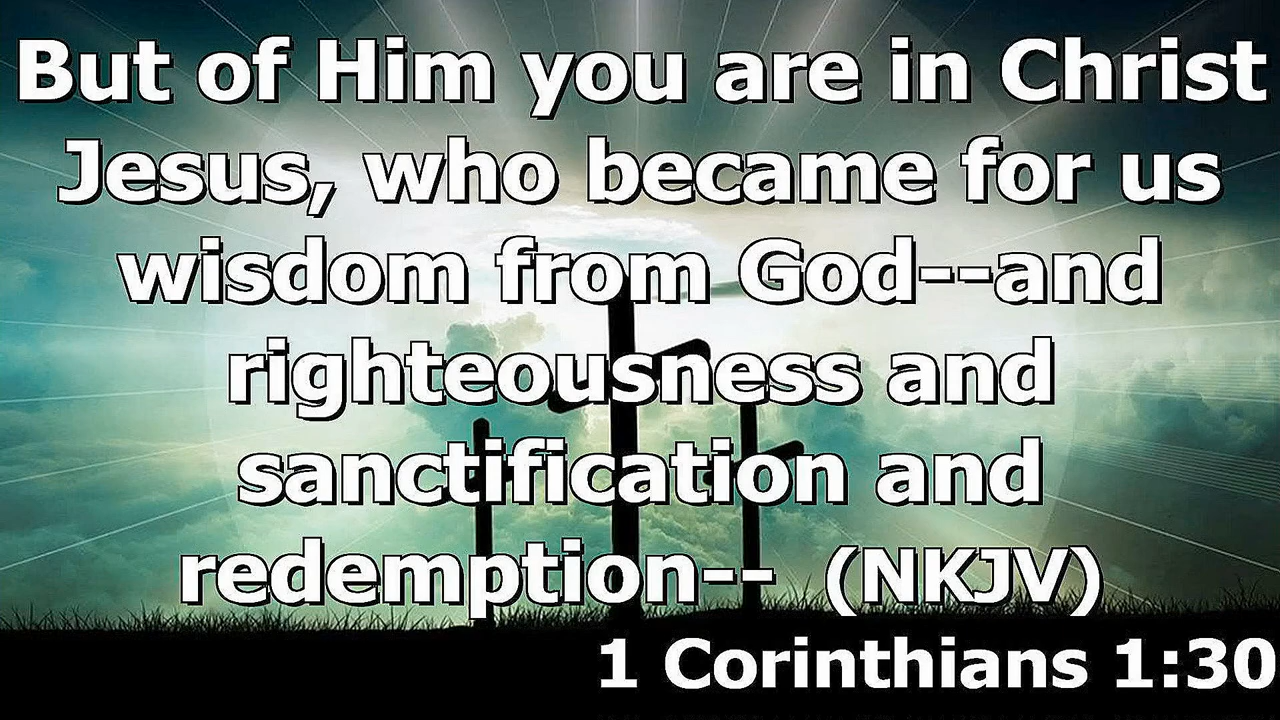 But of Him you are in Christ
Jesus, who became for us
wisdom from God--and
righteousness and
sanctification and
redemption-- (NKJV)
1 Corinthians 1:30